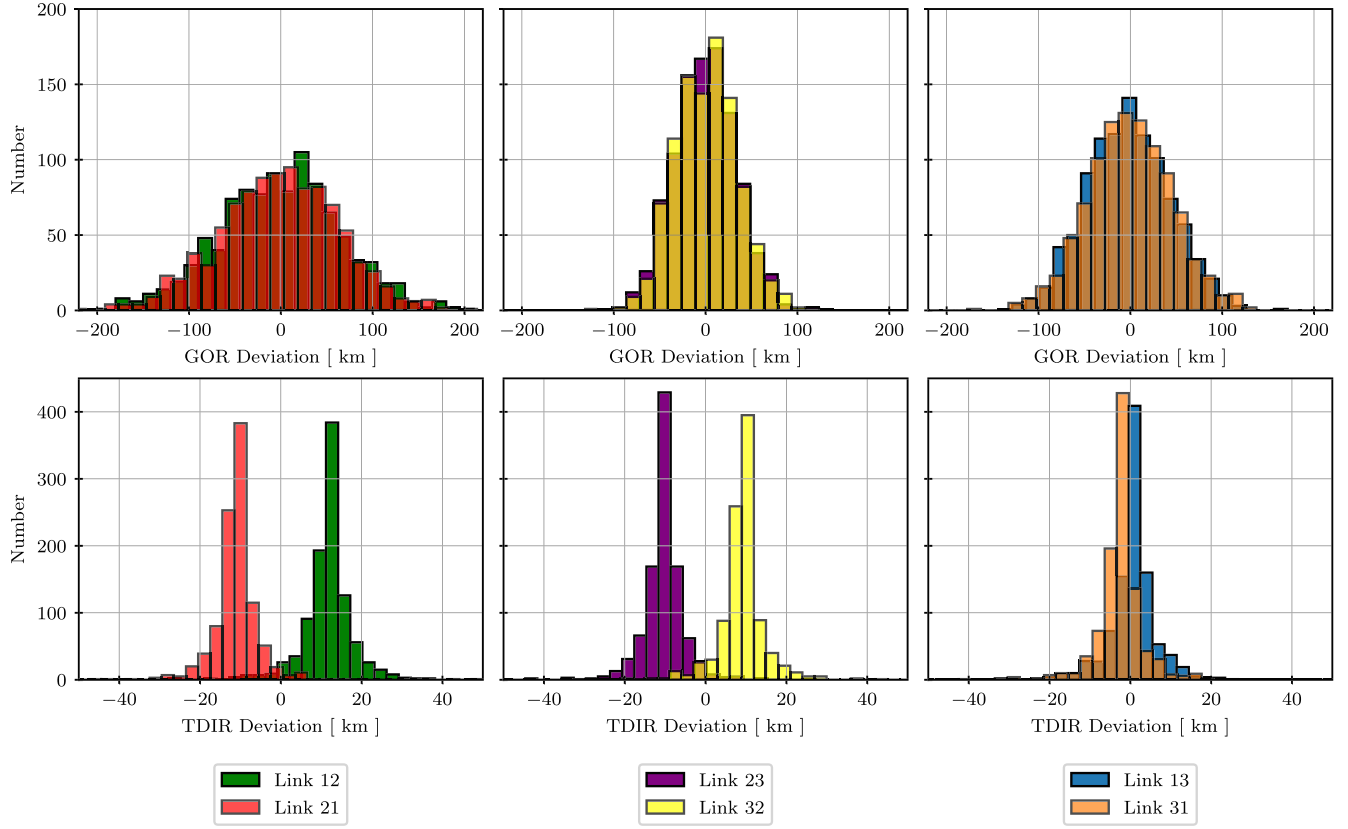 200
150
100
50
0
Number
−200 −100 0 100 200
−200 −100 0 100 200
−200 −100 0 100 200
GOR Deviation [ km ]
GOR Deviation [ km ]
GOR Deviation [ km ]
400
300
200
100
0
Number
−40 −20 0 20 40
−40 −20 0 20 40
−40 −20 0 20 40
TDIR Deviation [ km ]
TDIR Deviation [ km ]
TDIR Deviation [ km ]
Link 12
Link 21
Link 23
Link 32
Link 13
Link 31